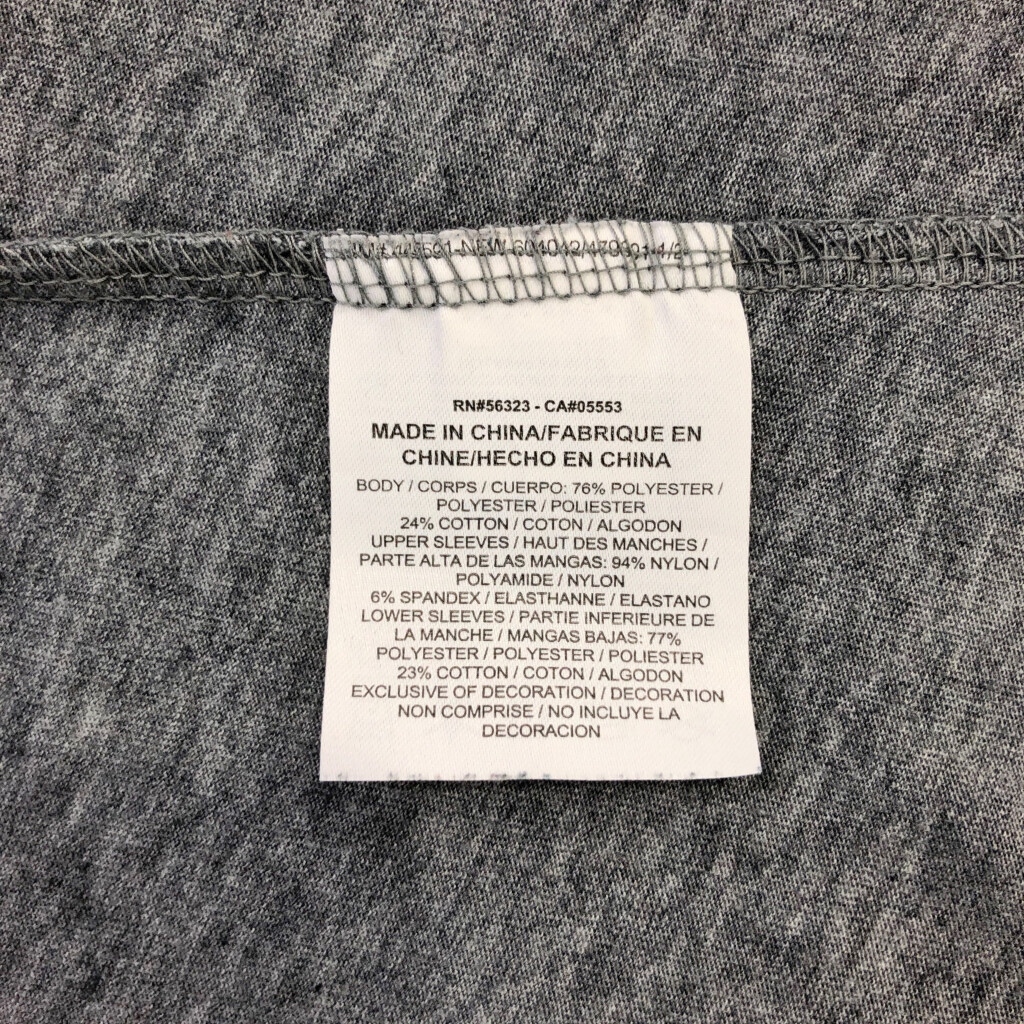 RN#56323 - CA#05553
MADE IN CHINA/FABRIQUE EN
CHINE/HECHO EN CHINA
BODY / CORPS / CUERPO: 76% POLYESTER /
POLYESTER / POLIESTER
24% COTTON / COTON / ALGODON
UPPER SLEEVES / HAUT DES MANCHES /
PARTE ALTA DE LAS MANGAS: 94% NYLON /
POLYAMIDE / NYLON
6% SPANDEX / ELASTHANNE / ELASTANO
LOWER SLEEVES / PARTIE INFERIEURE DE
LA MANCHE / MANGAS BAJAS: 77%
POLYESTER / POLYESTER / POLIESTER
23% COTTON / COTON / ALGODON
EXCLUSIVE OF DECORATION / DECORATION
NON COMPRISE / NO INCLUYE LA
DECORACION